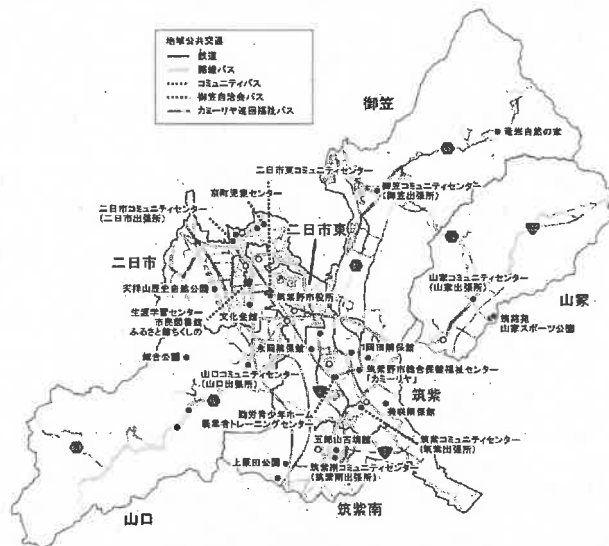 地域公共交通
鉄道
路線バス
コミュニティバス
御笠自治会バス
カミーリヤ巡回福祉バス
御笠
竜岩自然の家
二日市東コミュニティセンター
御笠コミュニティセンター
(御笠出張所)
京町児童センター
二日市コミュニティセンター
(二日市出張所)
二日市東
二日市
山家コミュニティセンター
(山家出張所)
山家
天拝山歴史自然公園
筑紫野市役所
生涯学習センター
市民図書館
ふるさと館ちくしの
文化会館
山家スポーツ公園
総合公園
永岡隣保館
岡田隣保館
山口コミュニティセンター
(山口出張所)
筑紫野市総合保健福祉センター
「カミーリヤ」
筑紫
勤労青少年ホーム
農業者トレーニングセンター
美咲隣保館
五郎山古墳館
筑紫コミュニティセンター
(筑紫出張所)
上原田公園
筑紫南コミュニティセンター
(筑紫南出張所)
筑紫南
山口